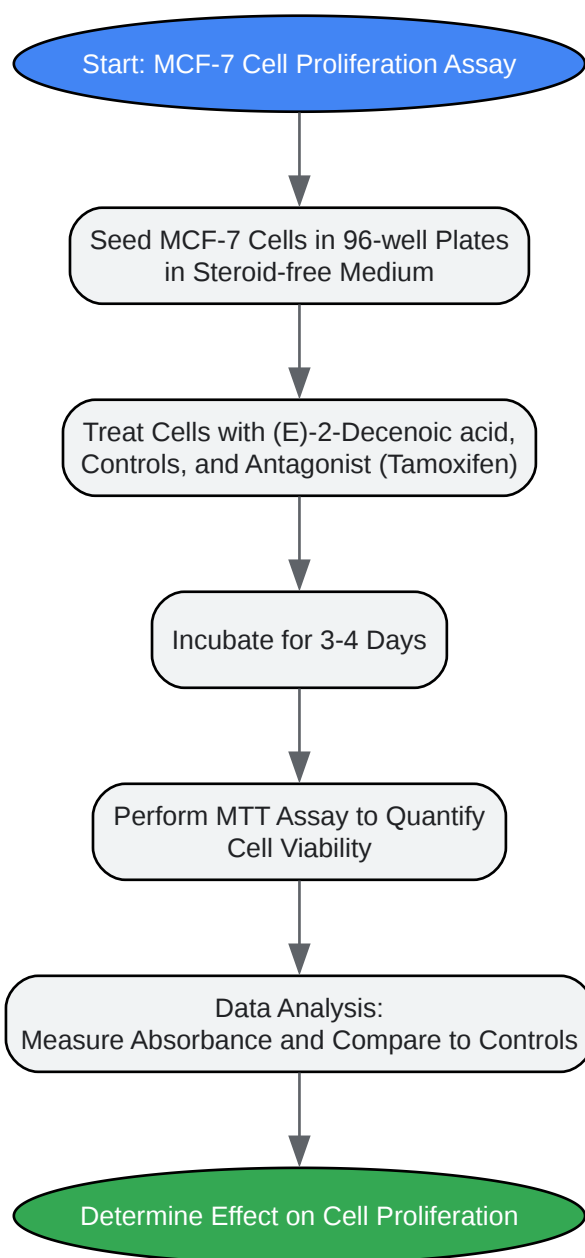 Start: MCF-7 Cell Proliferation Assay
Seed MCF-7 Cells in 96-well Plates
in Steroid-free Medium
Treat Cells with (E)-2-Decenoic acid,
Controls, and Antagonist (Tamoxifen)
Incubate for 3-4 Days
Perform MTT Assay to Quantify
Cell Viability
Data Analysis:
Measure Absorbance and Compare to Controls
Determine Effect on Cell Proliferation